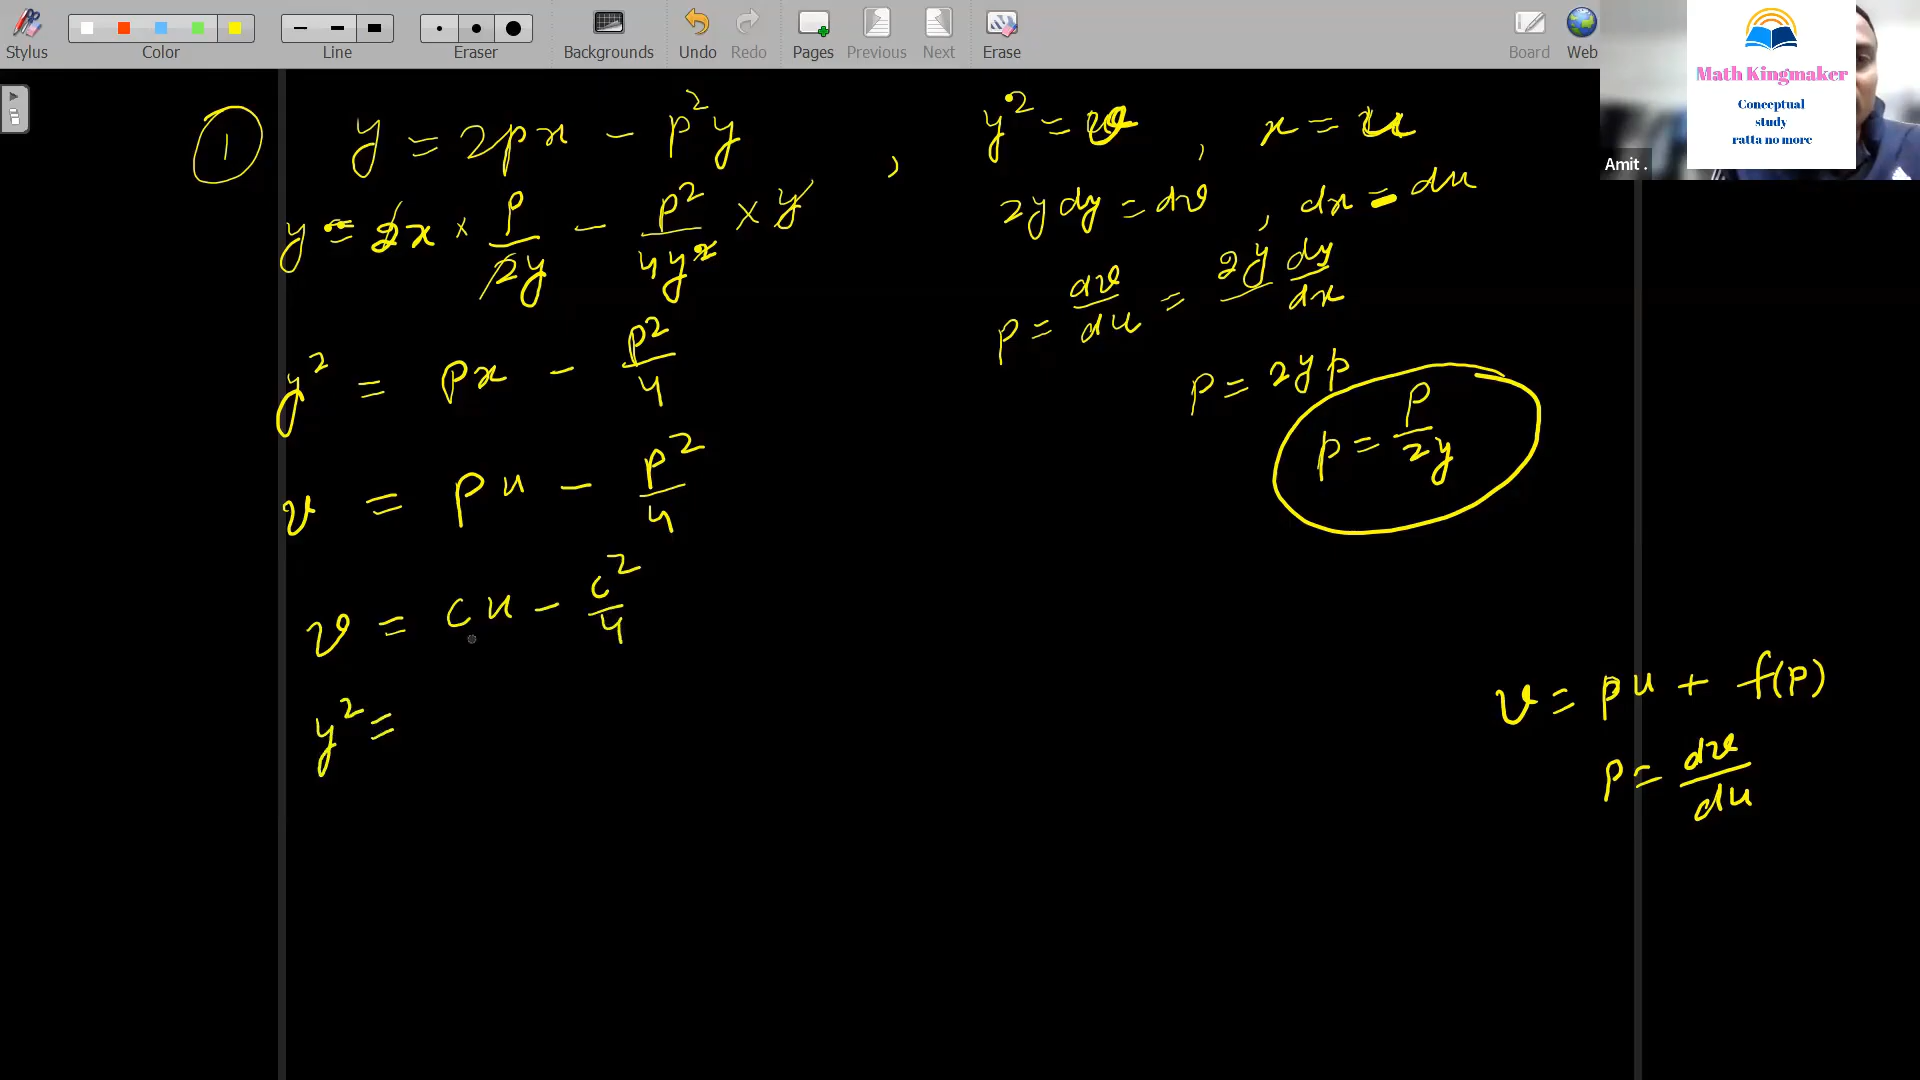 Stylus
Color
Line
Eraser
Backgrounds
Undo
Redo
Pages
Previous
Next
Erase
Board
Web
Amit .
Math Kingmaker
Conceptual
study
ratta no more
① y = 2px - p²y , y² = v , x = u
2y dy = dv , dx = du
y = 2x × P/2y - P²/4y² × y
P = dv/du = 2y dy/dx
y² = Px - P²/4
P = 2yp
p = P/2y
v = Pu - P²/4
v = cu - c²/4
y² =
v = Pu + f(P)
P = dv/du